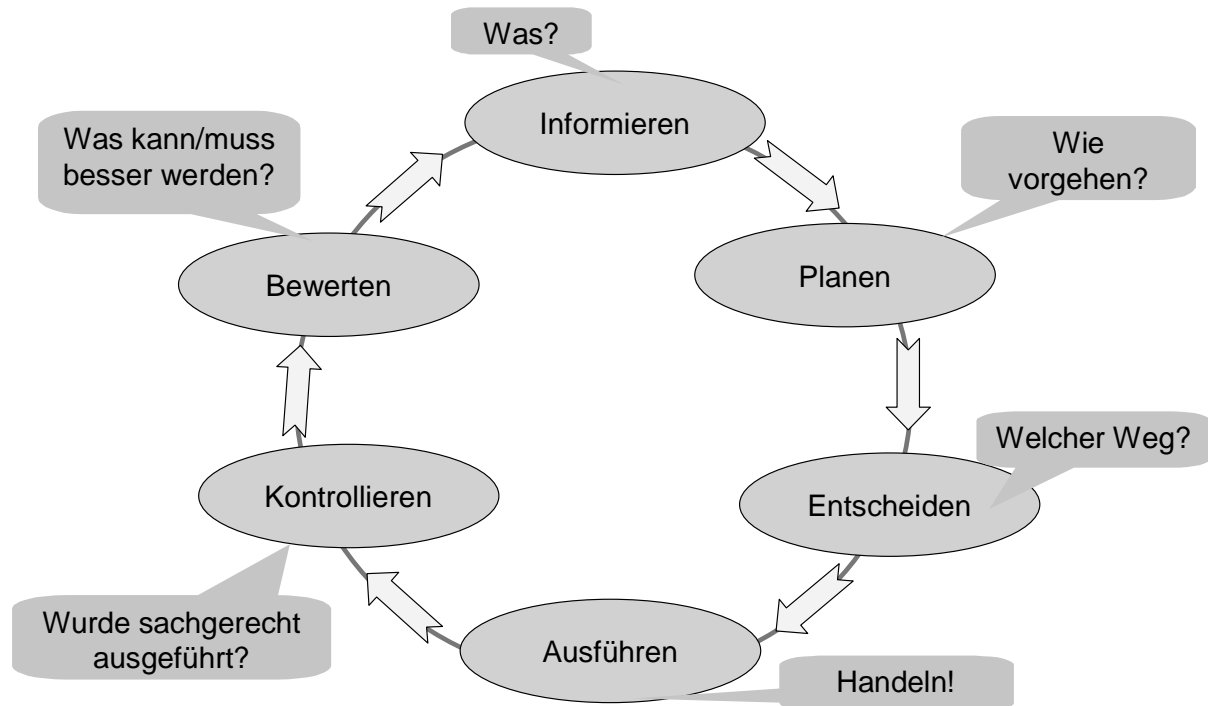 Was?
Informieren
Was kann/muss
besser werden?
Wie
vorgehen?
Bewerten
Planen
Welcher Weg?
Kontrollieren
Entscheiden
Wurde sachgerecht
ausgeführt?
Ausführen
Handeln!